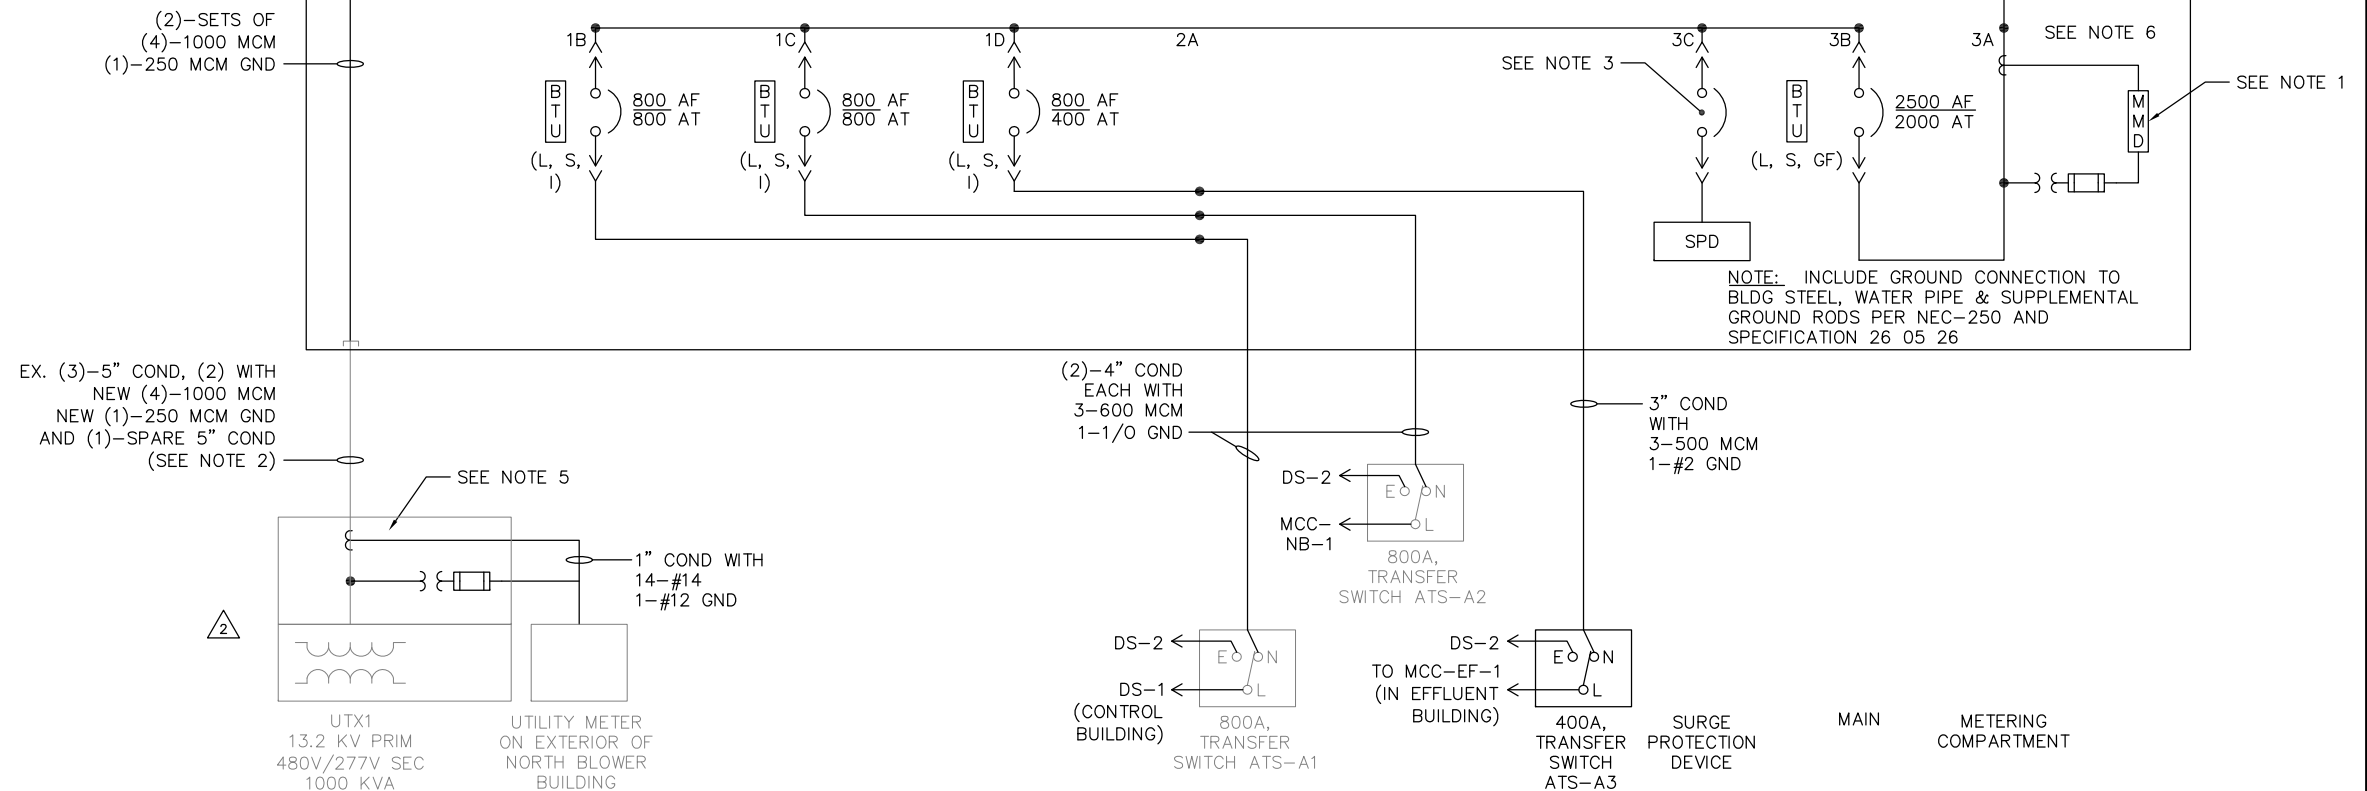 (2)-SETS OF
(4)-1000 MCM
(1)-250 MCM GND
1B
1C
1D
2A
3C
3B
3A
SEE NOTE 6
SEE NOTE 3
SEE NOTE 1
BTU
800 AF
800 AT
(L, S,
I)
BTU
800 AF
800 AT
(L, S,
I)
BTU
800 AF
400 AT
(L, S,
I)
BTU
2500 AF
2000 AT
(L, S, GF)
MMD
SPD
NOTE: INCLUDE GROUND CONNECTION TO
BLDG STEEL, WATER PIPE & SUPPLEMENTAL
GROUND RODS PER NEC-250 AND
SPECIFICATION 26 05 26
EX. (3)-5" COND, (2) WITH
NEW (4)-1000 MCM
NEW (1)-250 MCM GND
AND (1)-SPARE 5" COND
(SEE NOTE 2)
SEE NOTE 5
1" COND WITH
14-#14
1-#12 GND
2
UTX1
13.2 KV PRIM
480V/277V SEC
1000 KVA
UTILITY METER
ON EXTERIOR OF
NORTH BLOWER
BUILDING
(2)-4" COND
EACH WITH
3-600 MCM
1-1/0 GND
3" COND
WITH
3-500 MCM
1-#2 GND
DS-2
E N
MCC-
NB-1
L
800A,
TRANSFER
SWITCH ATS-A2
DS-2
E N
DS-1
L
(CONTROL
BUILDING)
800A,
TRANSFER
SWITCH ATS-A1
DS-2
E N
TO MCC-EF-1
(IN EFFLUENT
BUILDING)
L
400A,
TRANSFER
SWITCH
ATS-A3
SURGE
PROTECTION
DEVICE
MAIN
METERING
COMPARTMENT